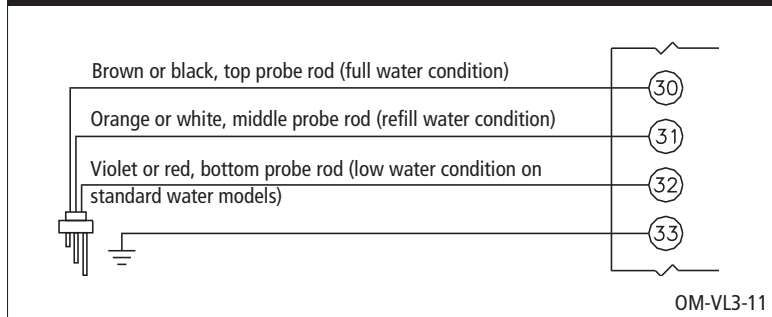 Brown or black, top probe rod (full water condition)
30
Orange or white, middle probe rod (refill water condition)
31
Violet or red, bottom probe rod (low water condition on
standard water models)
32
33
OM-VL3-11